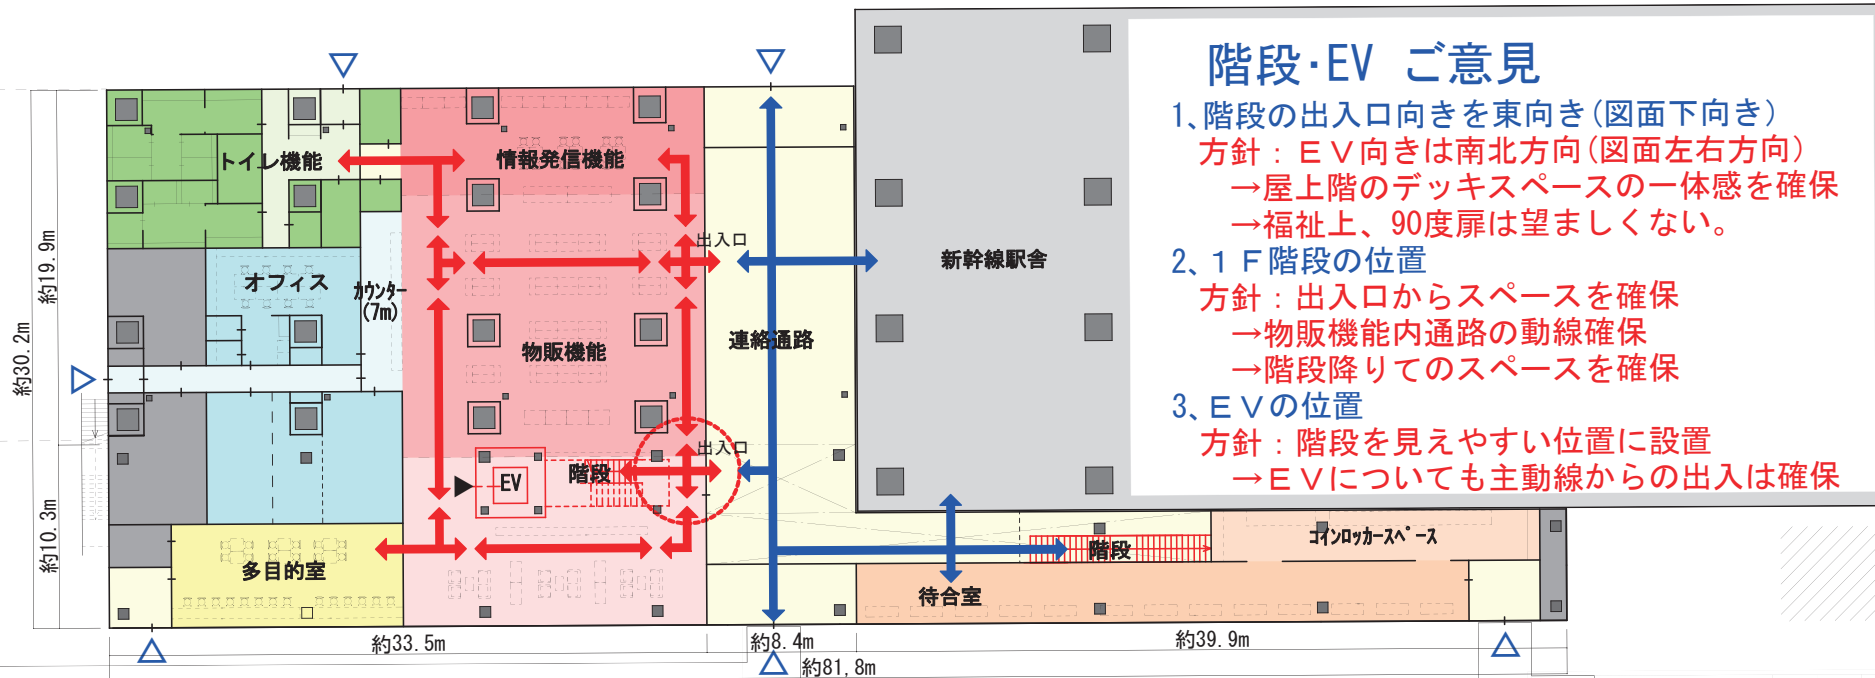 階段・EV ご意見
1、階段の出入口向きを東向き(図面下向き)
方針：ＥＶ向きは南北方向(図面左右方向)
→屋上階のデッキスペースの一体感を確保
→福祉上、90度扉は望ましくない。
2、１Ｆ階段の位置
方針：出入口からスペースを確保
→物販機能内通路の動線確保
→階段降りてのスペースを確保
3、ＥＶの位置
方針：階段を見えやすい位置に設置
→ＥＶについても主動線からの出入は確保
トイレ機能
情報発信機能
出入口
新幹線駅舎
オフィス
カウンター
(7m)
物販機能
連絡通路
出入口
階段
EV
多目的室
階段
コインロッカースペース
待合室
約19.9m
約30.2m
約10.3m
約33.5m
約8.4m
約39.9m
約81,8m